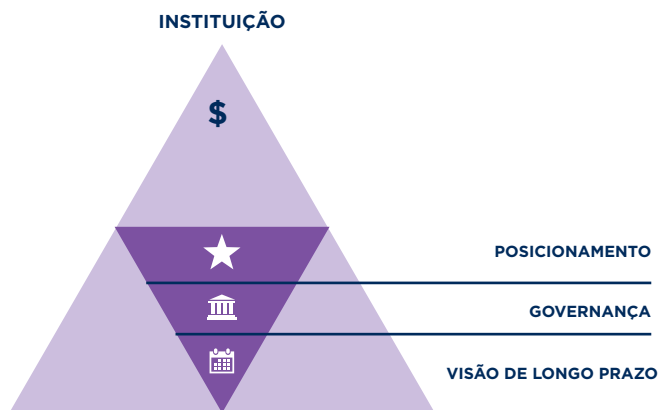 INSTITUIÇÃO
$
POSICIONAMENTO
GOVERNANÇA
VISÃO DE LONGO PRAZO